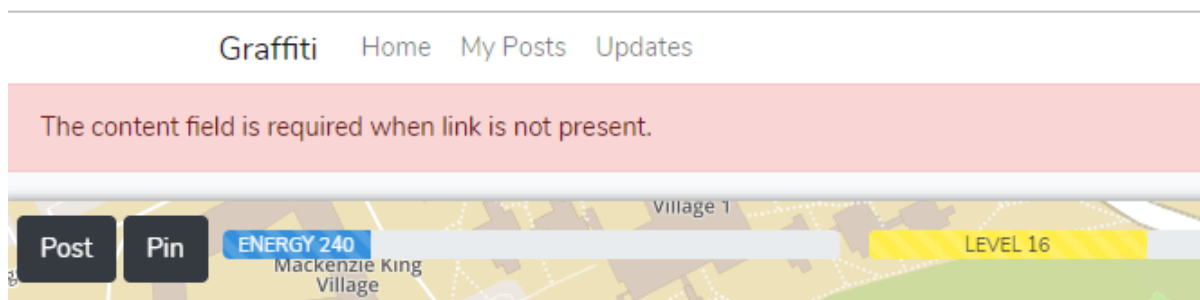 Graffiti Home My Posts Updates
The content field is required when link is not present.
Village 1
Post Pin ENERGY 240 LEVEL 16
Mackenzie King
Village